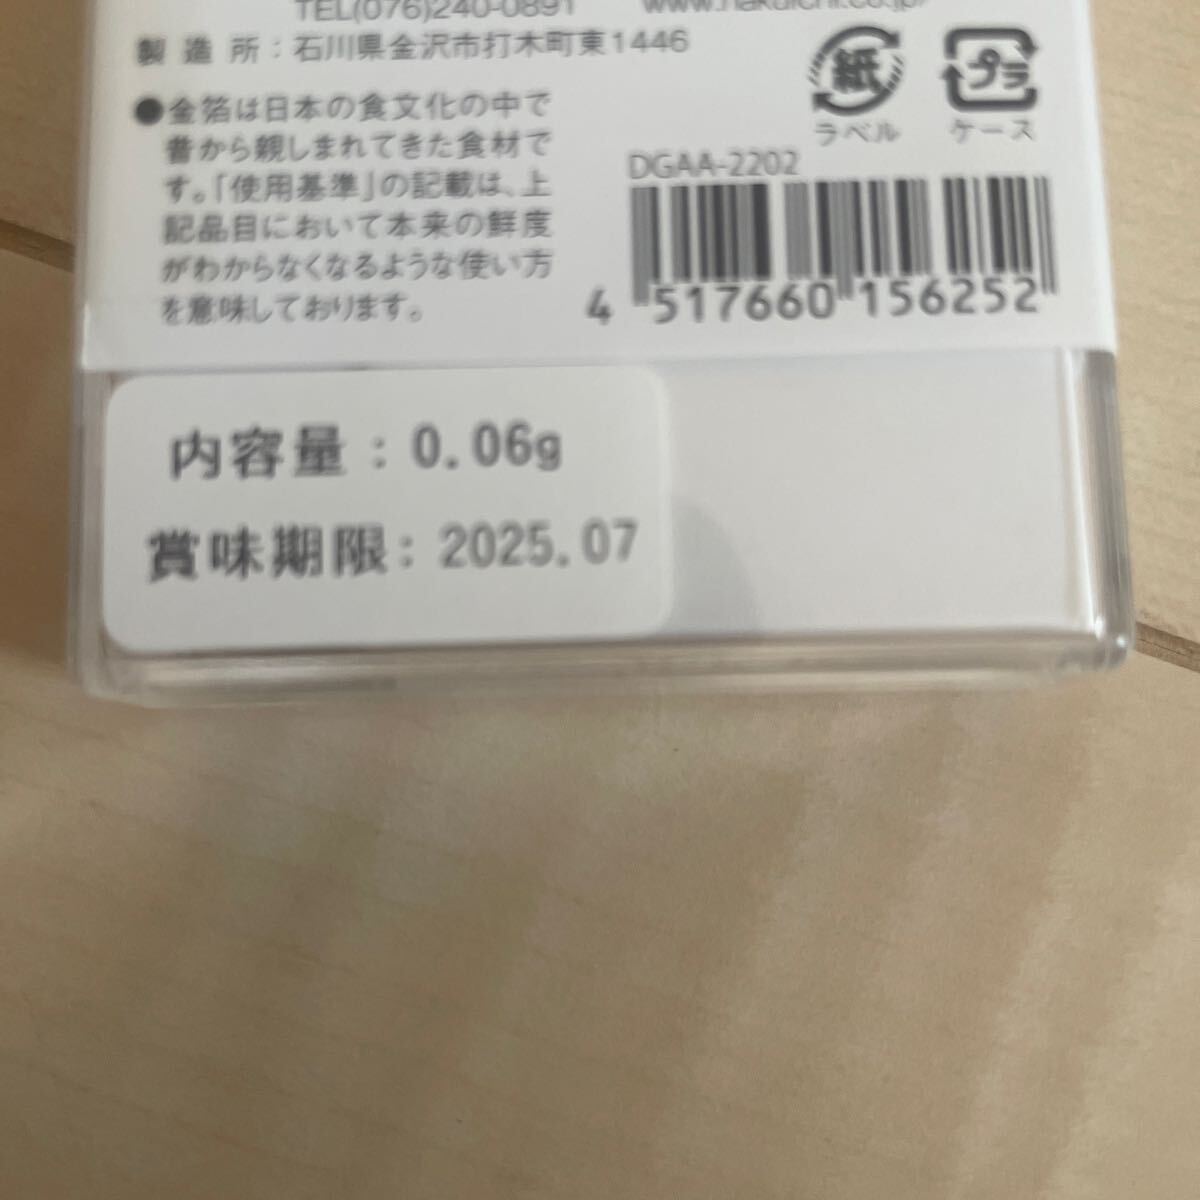 TEL(076)240-0891 www.hakuichi.co.jp/
製造所：石川県金沢市打木町東1446
●金箔は日本の食文化の中で
昔から親しまれてきた食材で
す。「使用基準」の記載は、上
記品目において本来の鮮度
がわからなくなるような使い方
を意味しております。
紙
ラベル
プラ
ケース
DGAA-2202
4 517660 156252
内容量：0.06g
賞味期限：2025.07